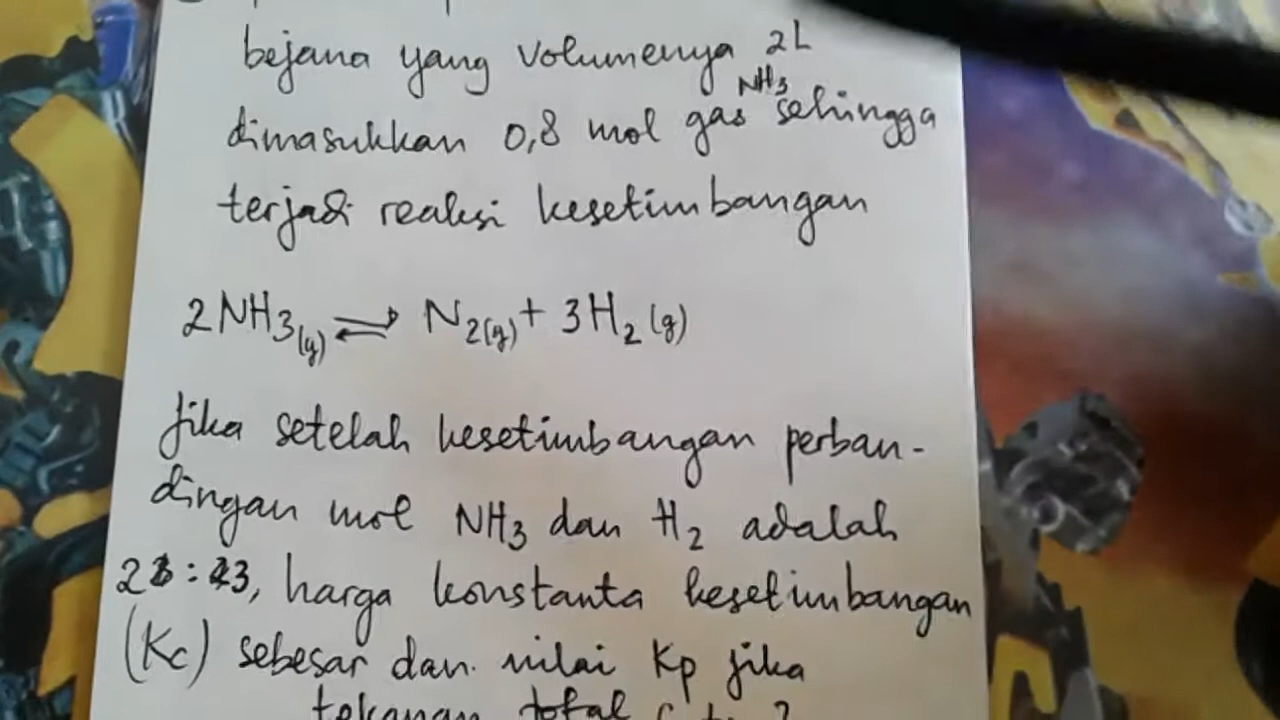 bejana yang volumenya 2L
dimasukkan 0,8 mol gas NH3 sehingga
terjadi reaksi kesetimbangan
2NH3(g) ⇌ N2(g) + 3H2(g)
Jika setelah kesetimbangan perban-
dingan mol NH3 dan H2 adalah
2 : 3, harga konstanta kesetimbangan
(Kc) sebesar dan nilai Kp jika
tekanan total